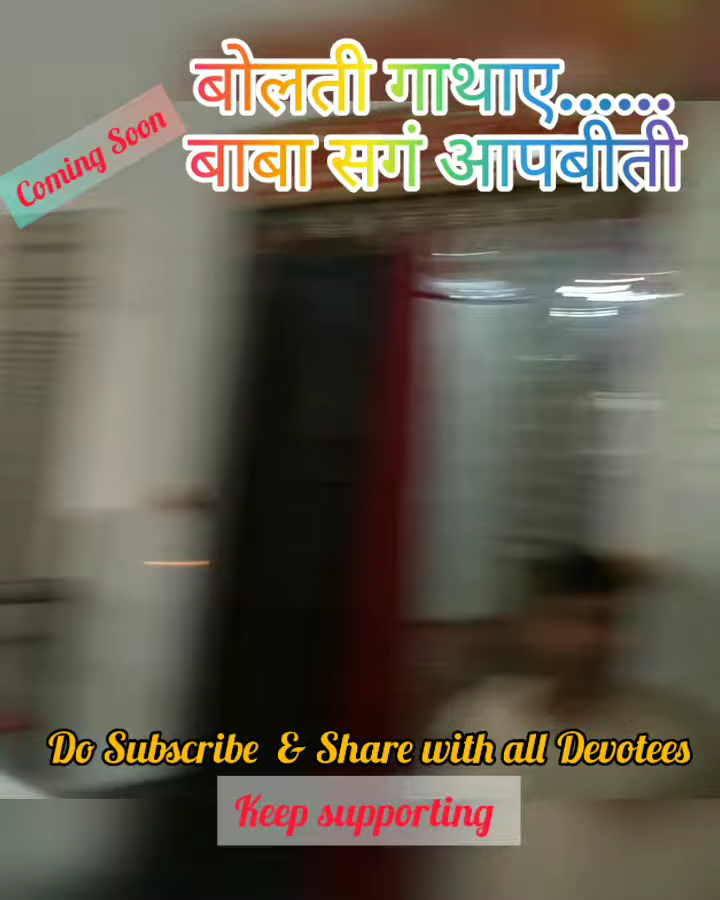 बोलती गाथाए......
Coming Soon
बाबा सगं आपबीती
Do Subscribe & Share with all Devotees
Keep supporting